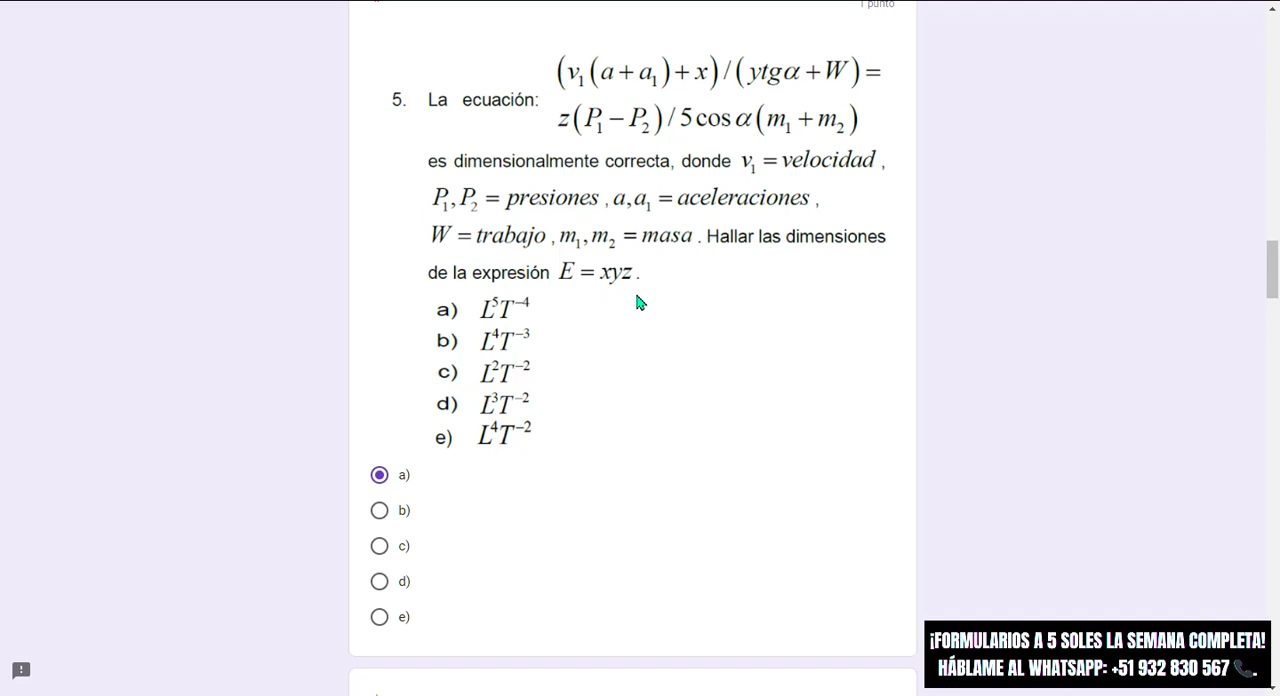 1 punto
(v₁(a+a₁)+x)/(ytgα+W)=
5. La ecuación:
z(P₁−P₂)/5cosα(m₁+m₂)
es dimensionalmente correcta, donde v₁ = velocidad ,
P₁,P₂ = presiones , a,a₁ = aceleraciones ,
W = trabajo , m₁,m₂ = masa . Hallar las dimensiones
de la expresión E = xyz .
a) L⁵T⁻⁴
b) L⁴T⁻³
c) L²T⁻²
d) L³T⁻²
e) L⁴T⁻²
a)
b)
c)
d)
e)
¡FORMULARIOS A 5 SOLES LA SEMANA COMPLETA!
HÁBLAME AL WHATSAPP: +51 932 830 567 📞.